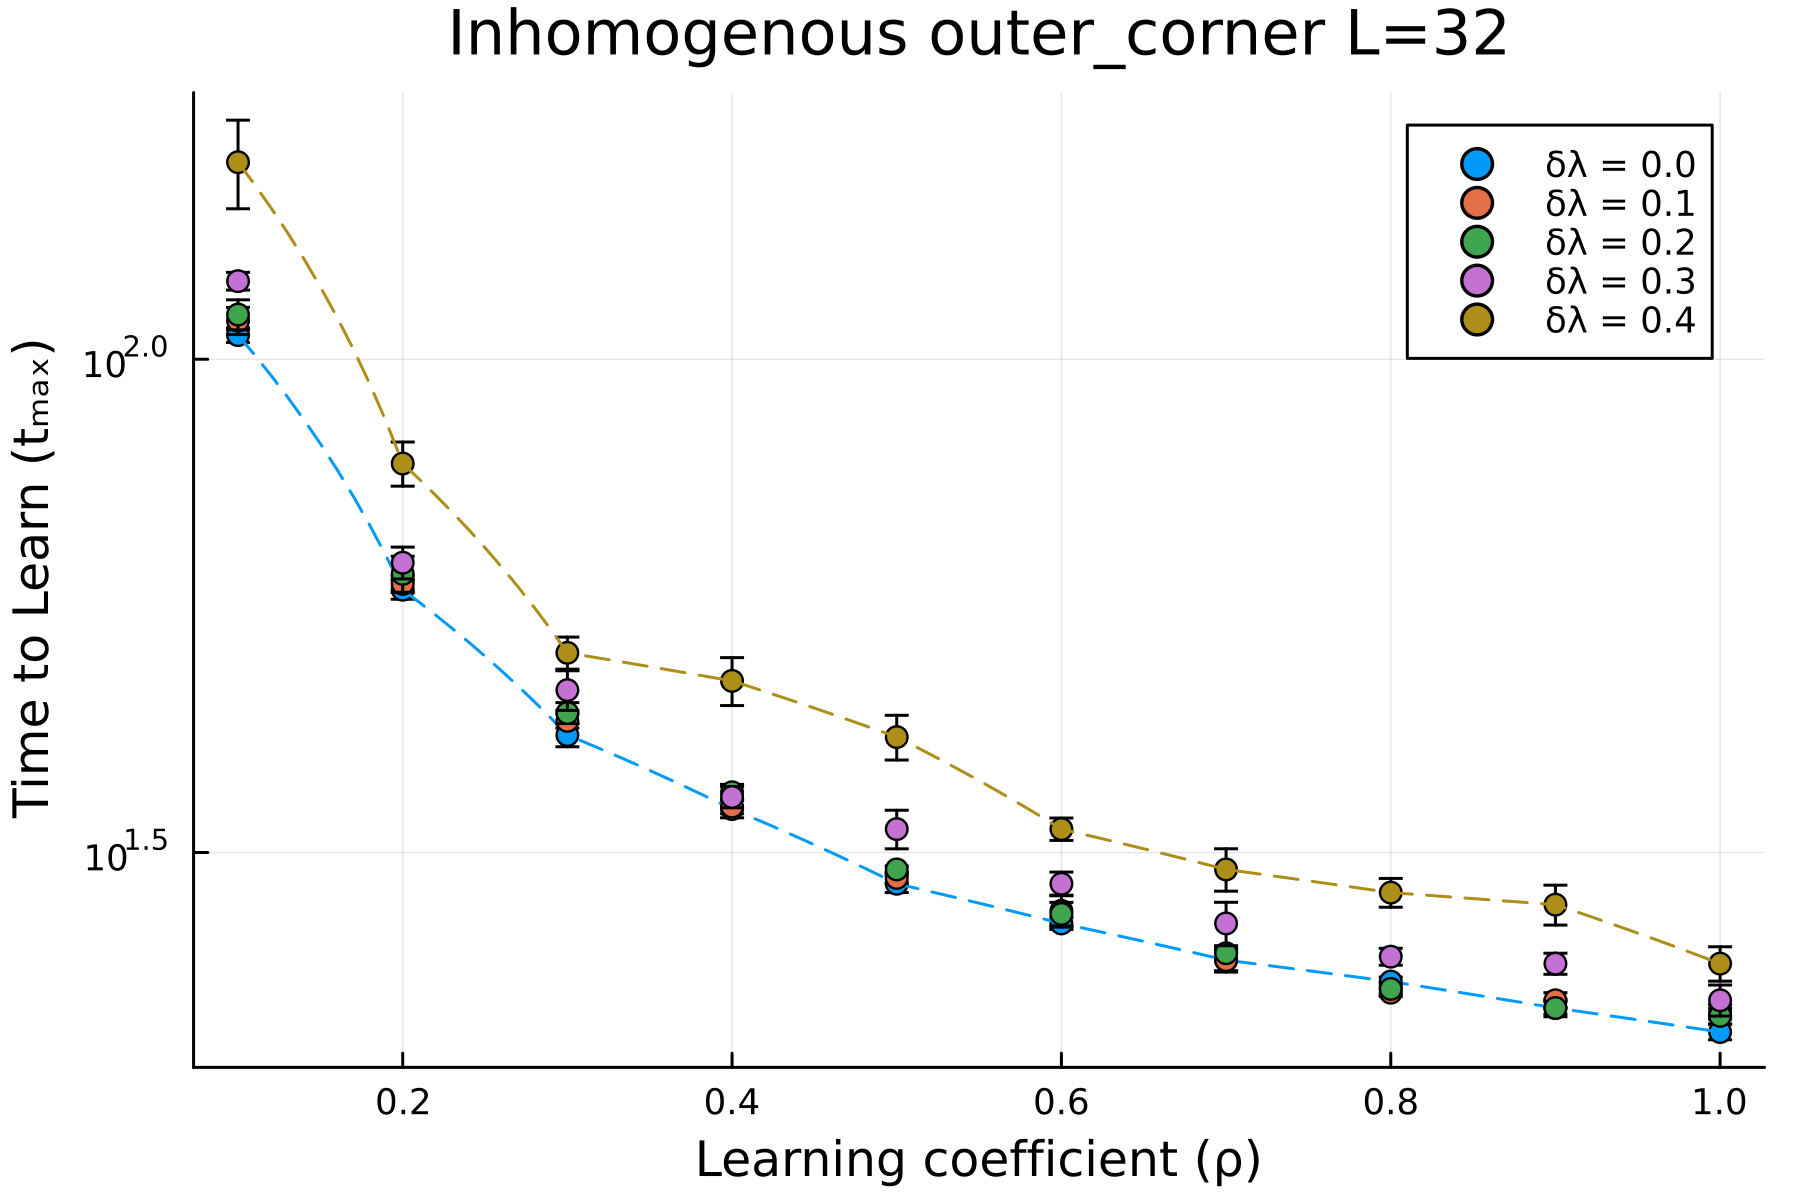 Inhomogenous outer_corner L=32
δλ = 0.0
δλ = 0.1
δλ = 0.2
δλ = 0.3
δλ = 0.4
Time to Learn (tₘₐₓ)
10^2.0
10^1.5
0.2 0.4 0.6 0.8 1.0
Learning coefficient (ρ)